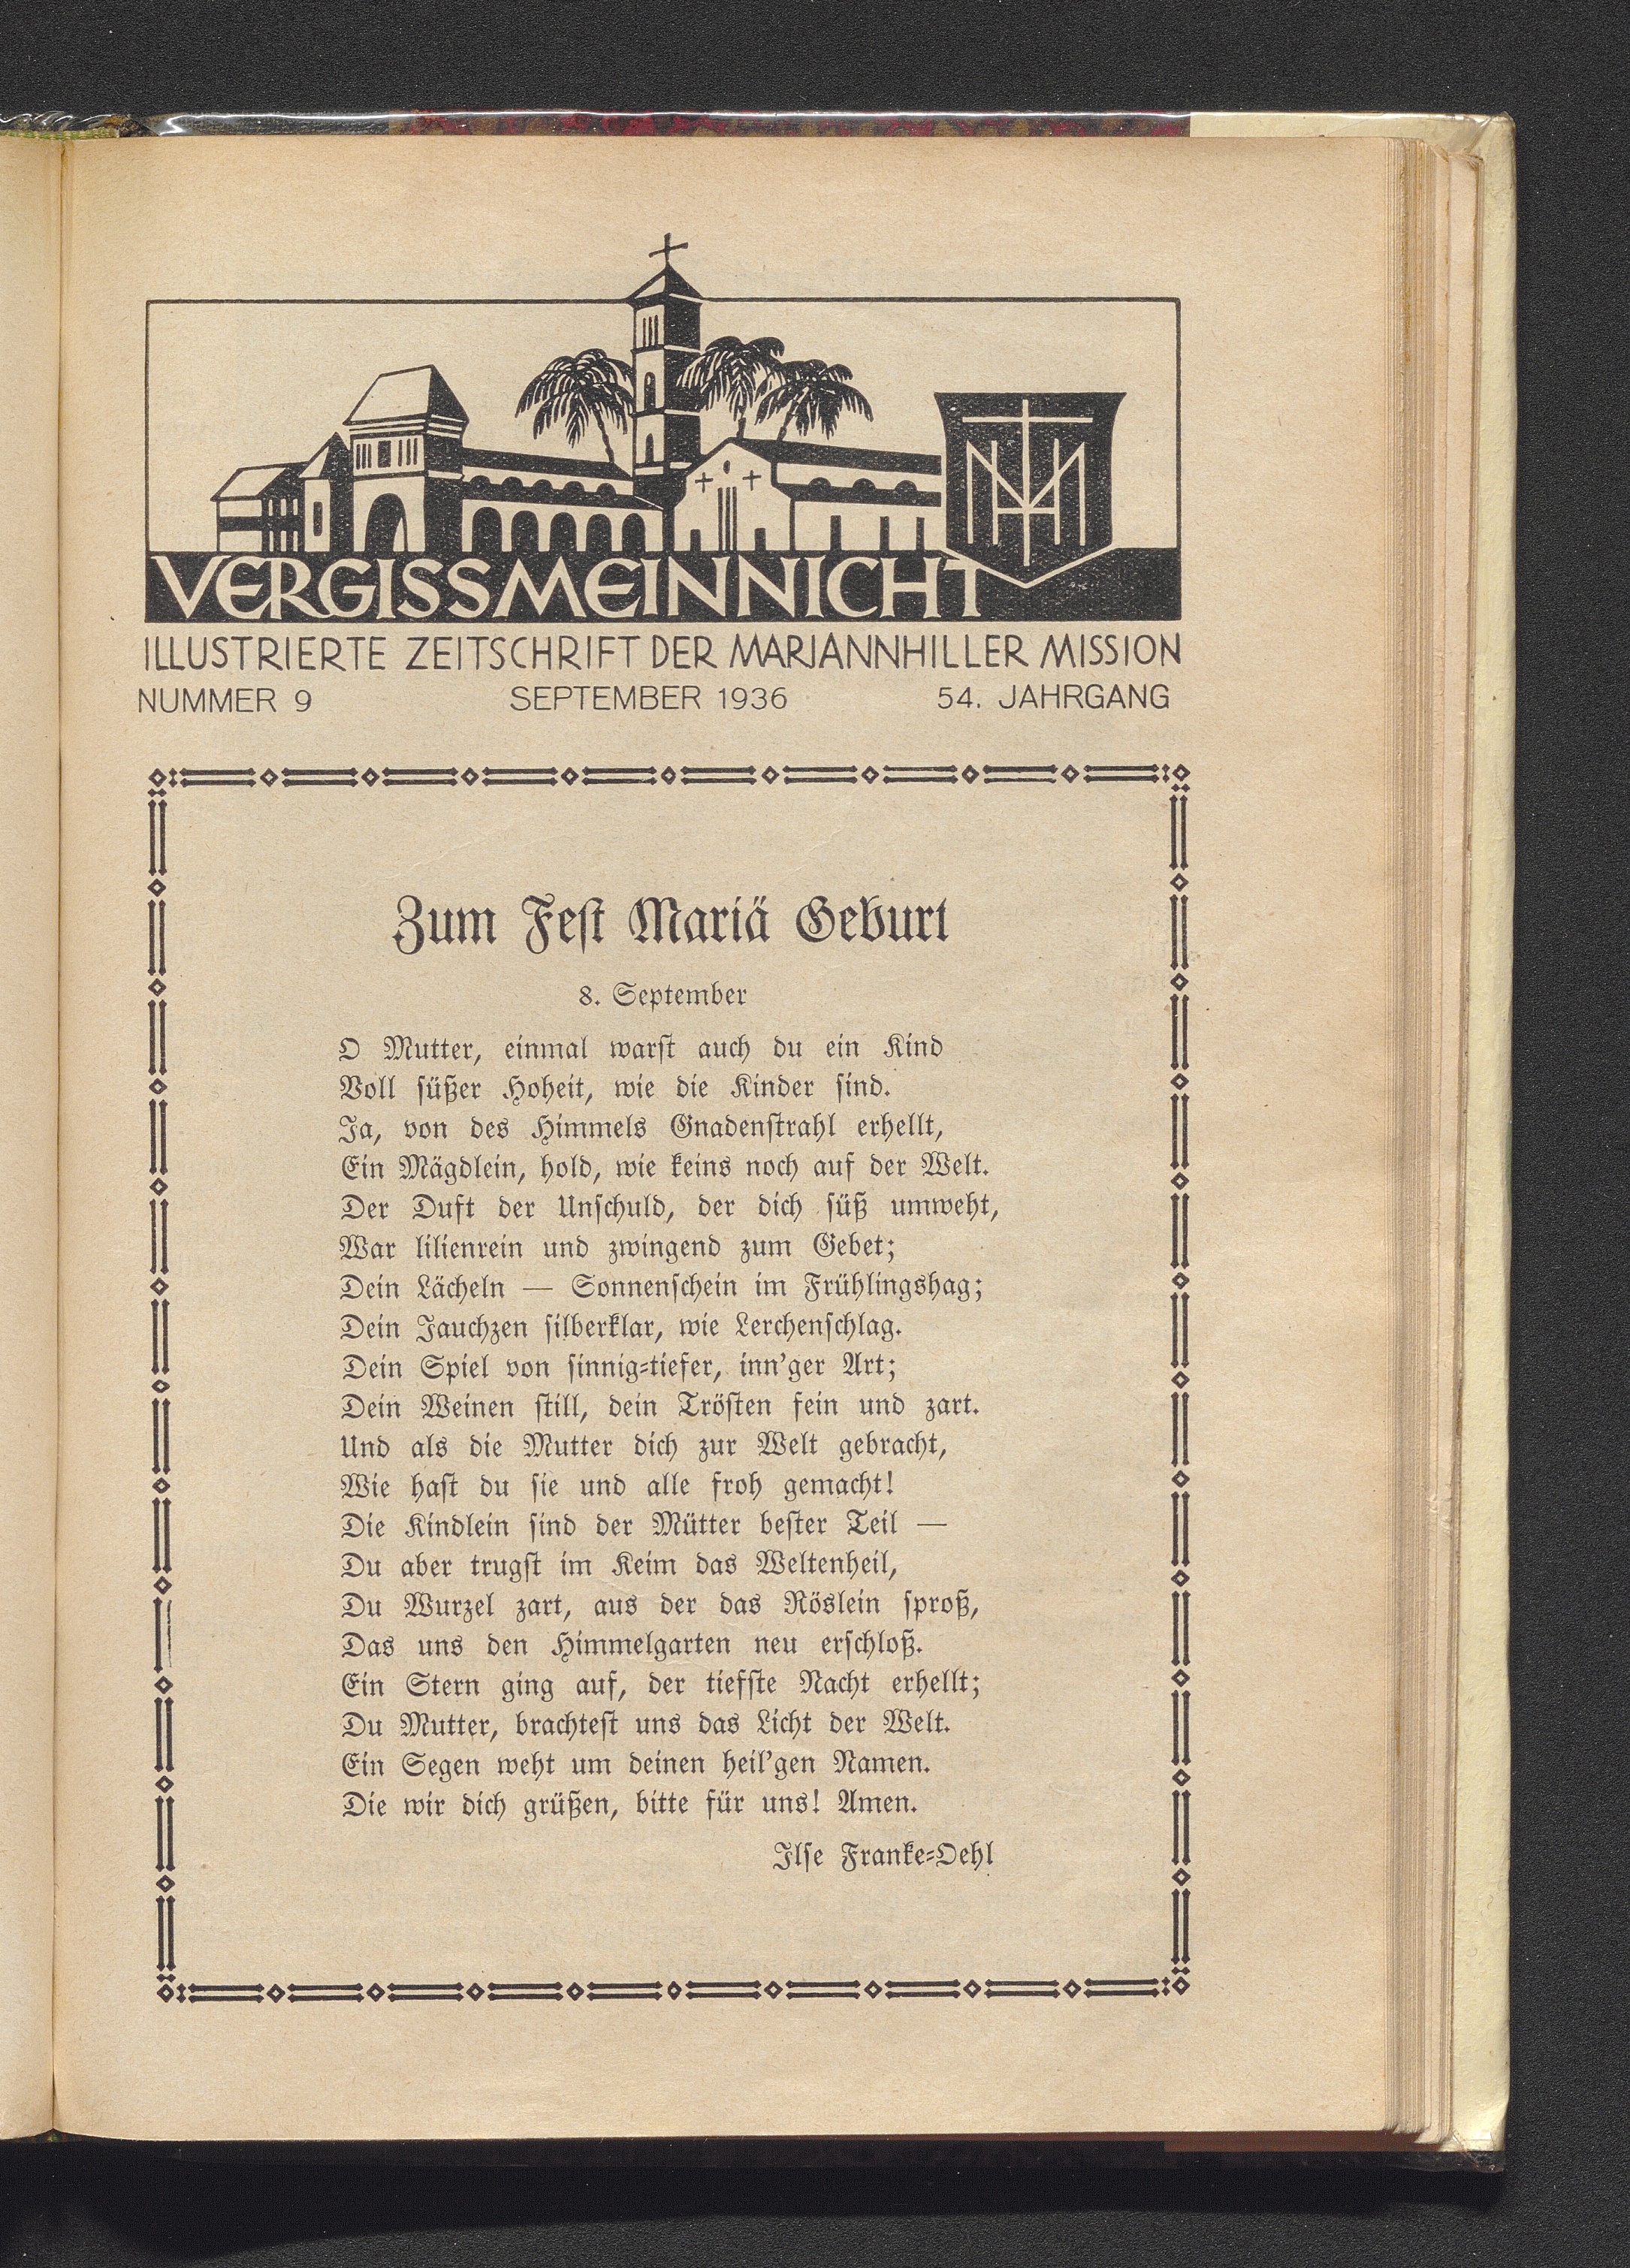 VERGISSMEINNICHT
ILLUSTRIERTE ZEITSCHRIFT DER MARIANNHILLER MISSION
NUMMER 9 SEPTEMBER 1936 54. JAHRGANG
Zum Fest Mariä Geburt
8. September
O Mutter, einmal warst auch du ein Kind
Voll süßer Hoheit, wie die Kinder sind.
Ja, von des Himmels Gnadenstrahl erhellt,
Ein Mägdlein, hold, wie keins noch auf der Welt.
Der Duft der Unschuld, der dich süß umweht,
War lilienrein und zwingend zum Gebet;
Dein Lächeln — Sonnenschein im Frühlingshag;
Dein Jauchzen silberklar, wie Lerchenschlag.
Dein Spiel von sinnig-tiefer, inn'ger Art;
Dein Weinen still, dein Trösten fein und zart.
Und als die Mutter dich zur Welt gebracht,
Wie hast du sie und alle froh gemacht!
Die Kindlein sind der Mütter bester Teil —
Du aber trugst im Keim das Weltenheil,
Du Wurzel zart, aus der das Röslein sproß,
Das uns den Himmelgarten neu erschloß.
Ein Stern ging auf, der tiefste Nacht erhellt;
Du Mutter, brachtest uns das Licht der Welt.
Ein Segen weht um deinen heil'gen Namen.
Die wir dich grüßen, bitte für uns! Amen.
Ilse Franke-Oehl